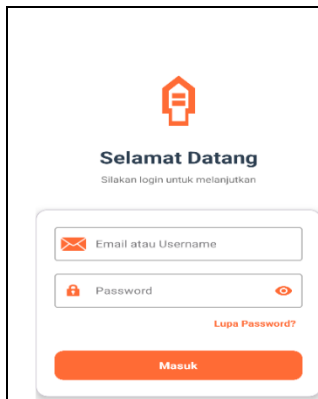 Selamat Datang
Silakan login untuk melanjutkan
Email atau Username
Password
Lupa Password?
Masuk